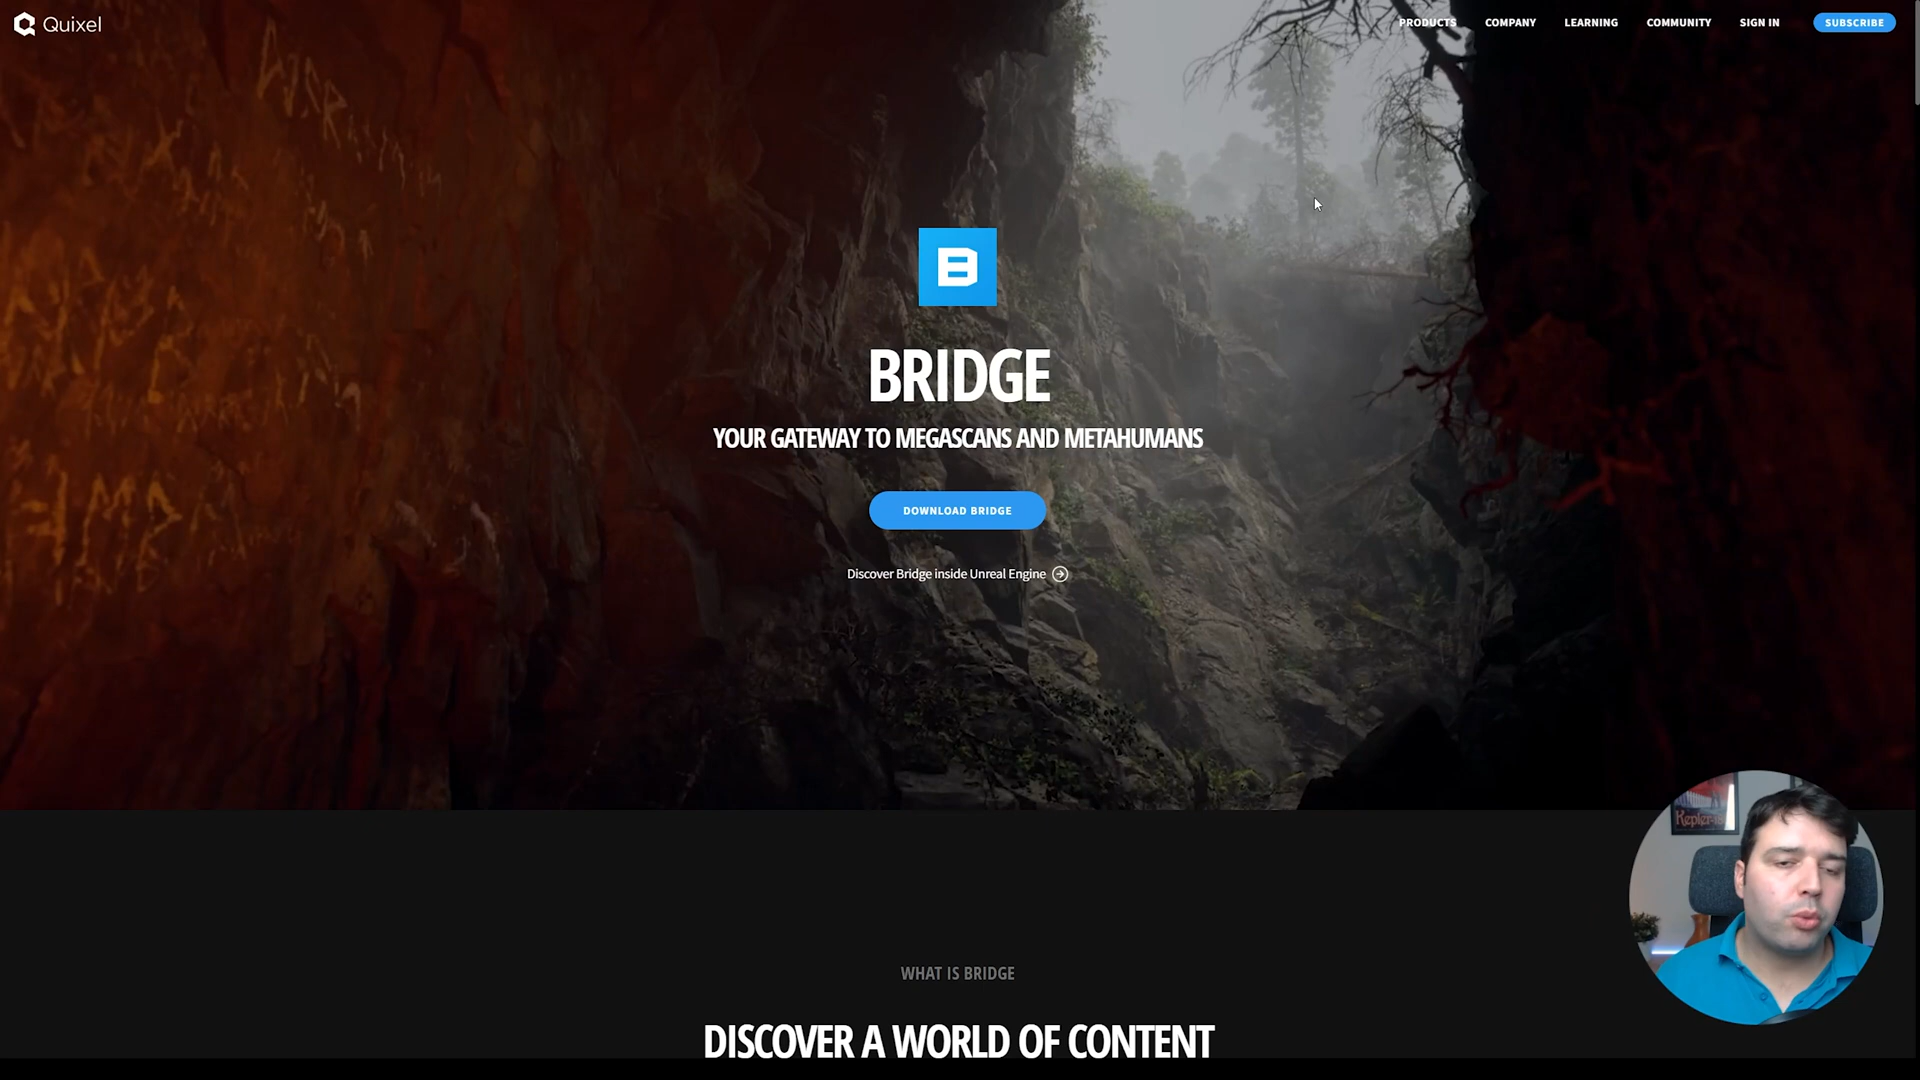 Quixel
PRODUCTS
COMPANY
LEARNING
COMMUNITY
SIGN IN
SUBSCRIBE
B
BRIDGE
YOUR GATEWAY TO MEGASCANS AND METAHUMANS
DOWNLOAD BRIDGE
Discover Bridge inside Unreal Engine
WHAT IS BRIDGE
DISCOVER A WORLD OF CONTENT